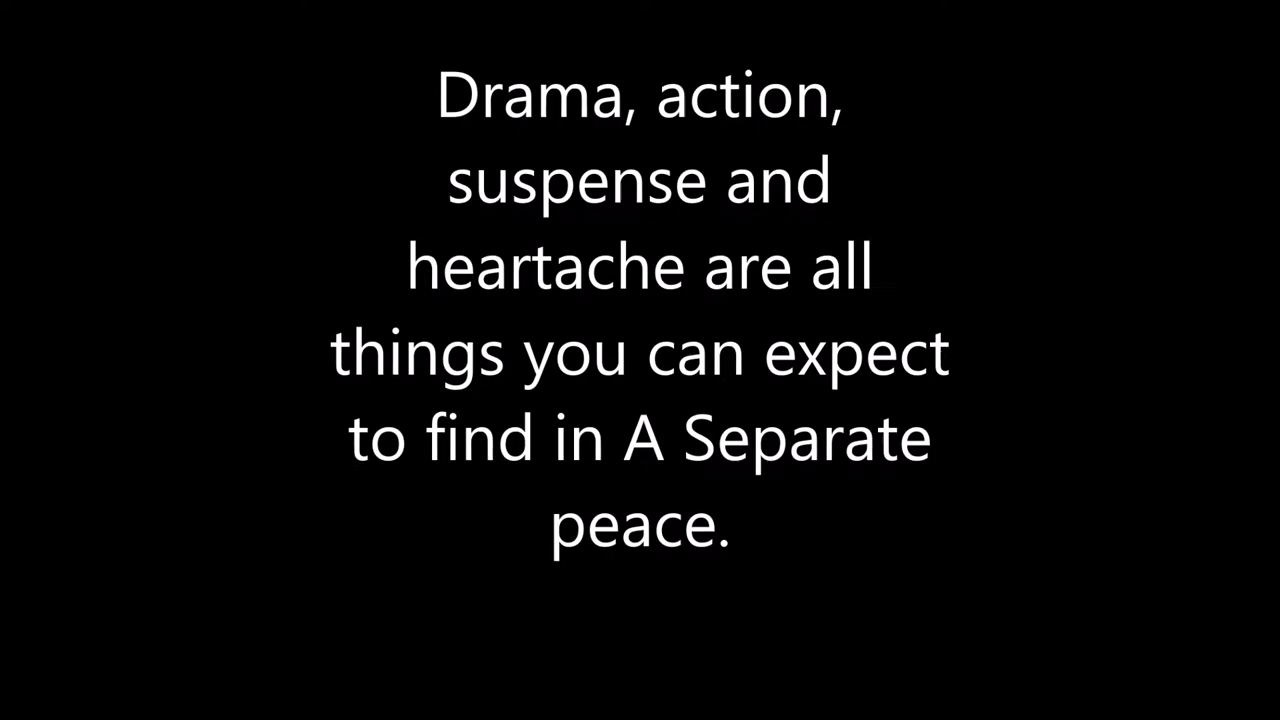 Drama, action,
suspense and
heartache are all
things you can expect
to find in A Separate
peace.